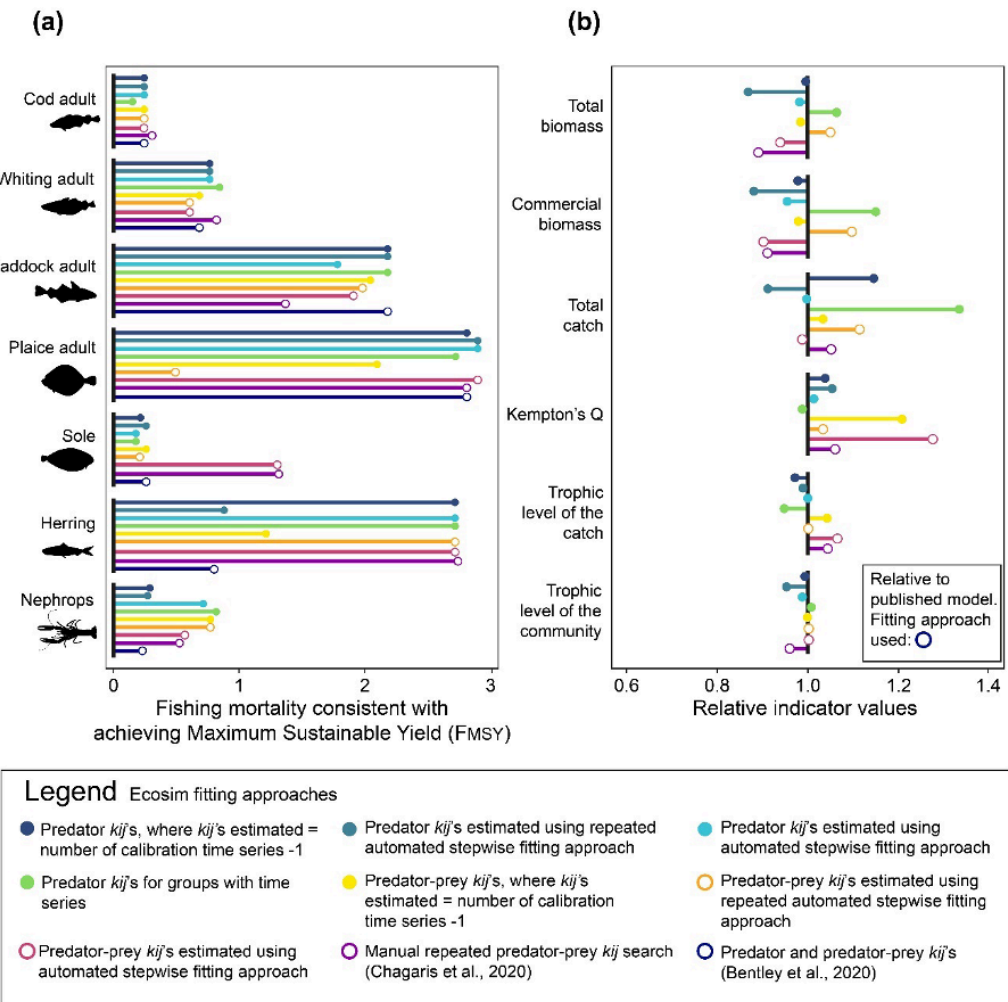 (a)
(b)
Cod adult
Whiting adult
addock adult
Plaice adult
Sole
Herring
Nephrops
0
1
2
3
Fishing mortality consistent with
achieving Maximum Sustainable Yield (FMSY)
Total
biomass
Commercial
biomass
Total
catch
Kempton's Q
Trophic
level of the
catch
Trophic
level of the
community
Relative to
published model.
Fitting approach
used:
0.6
0.8
1.0
1.2
1.4
Relative indicator values
Legend Ecosim fitting approaches
Predator kij's, where kij's estimated =
number of calibration time series -1
Predator kij's estimated using repeated
automated stepwise fitting approach
Predator kij's estimated using
automated stepwise fitting approach
Predator kij's for groups with time
series
Predator-prey kij's, where kij's
estimated = number of calibration
time series -1
Predator-prey kij's estimated using
repeated automated stepwise fitting
approach
Predator-prey kij's estimated using
automated stepwise fitting approach
Manual repeated predator-prey kij search
(Chagaris et al., 2020)
Predator and predator-prey kij's
(Bentley et al., 2020)